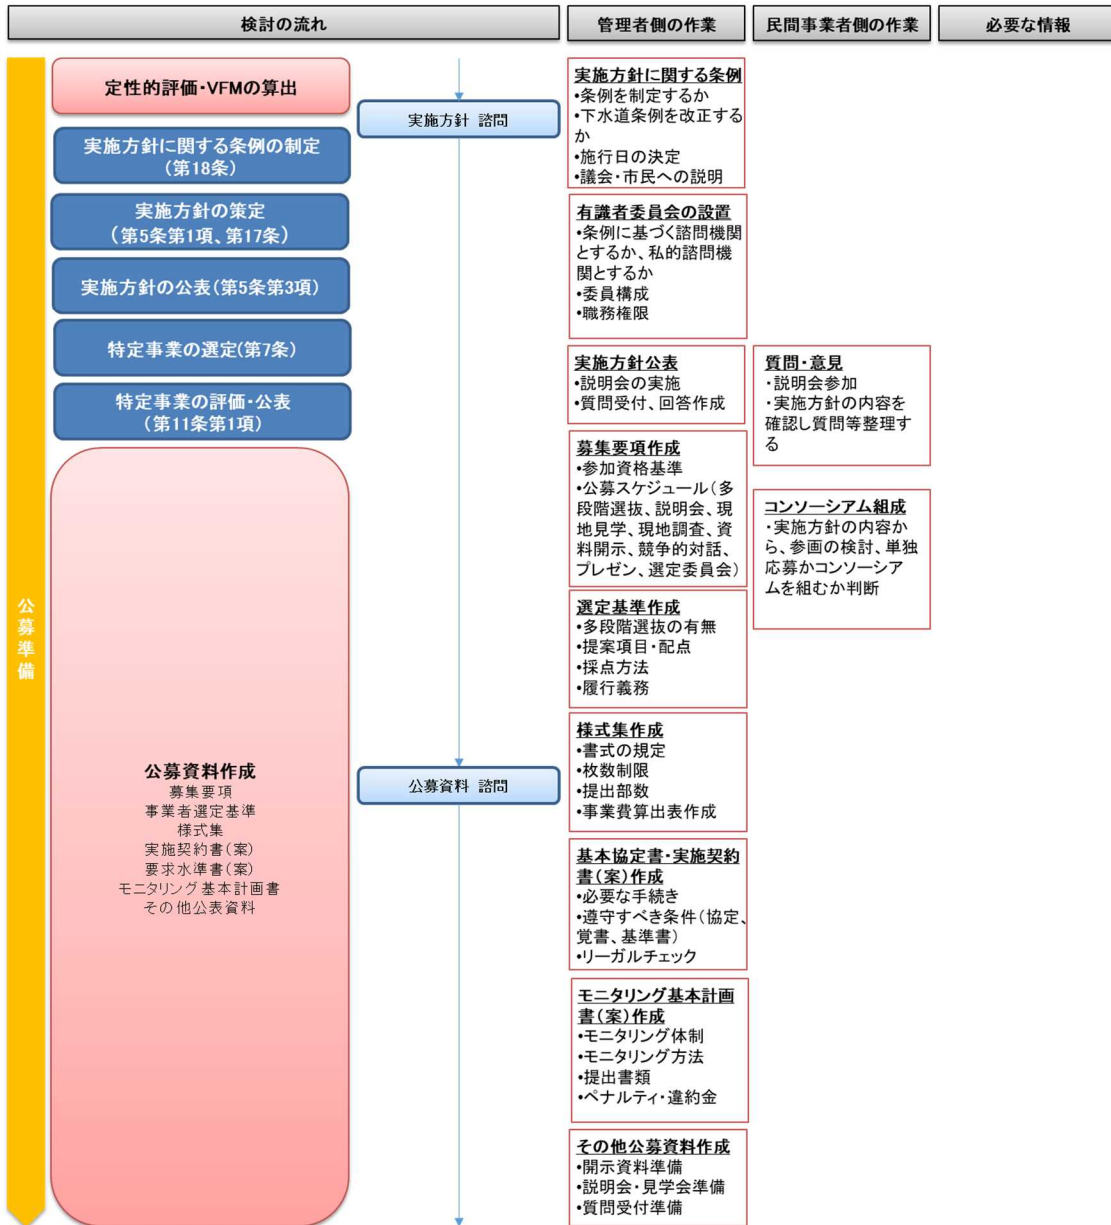 検討の流れ
管理者側の作業
民間事業者側の作業
必要な情報
公募準備
定性的評価・VFMの算出
実施方針に関する条例の制定
(第18条)
実施方針の策定
(第5条第1項、第17条)
実施方針の公表(第5条第3項)
特定事業の選定(第7条)
特定事業の評価・公表
(第11条第1項)
公募資料作成
募集要項
事業者選定基準
様式集
実施契約書(案)
要求水準書(案)
モニタリング基本計画書
その他公表資料
実施方針 諮問
公募資料 諮問
実施方針に関する条例
•条例を制定するか
•下水道条例を改正する
か
•施行日の決定
•議会・市民への説明
有識者委員会の設置
•条例に基づく諮問機関
とするか、私的諮問機
関とするか
•委員構成
•職務権限
実施方針公表
•説明会の実施
•質問受付、回答作成
募集要項作成
•参加資格基準
•公募スケジュール(多
段階選抜、説明会、現
地見学、現地調査、資
料開示、競争的対話、
プレゼン、選定委員会)
選定基準作成
•多段階選抜の有無
•提案項目・配点
•採点方法
•履行義務
様式集作成
•書式の規定
•枚数制限
•提出部数
•事業費算出表作成
基本協定書・実施契約
書(案)作成
•必要な手続き
•遵守すべき条件(協定、
覚書、基準書)
•リーガルチェック
モニタリング基本計画
書(案)作成
•モニタリング体制
•モニタリング方法
•提出書類
•ペナルティ・違約金
その他公募資料作成
•開示資料準備
•説明会・見学会準備
•質問受付準備
質問・意見
・説明会参加
・実施方針の内容を
確認し質問等整理す
る
コンソーシアム組成
・実施方針の内容か
ら、参画の検討、単独
応募かコンソーシア
ムを組むか判断